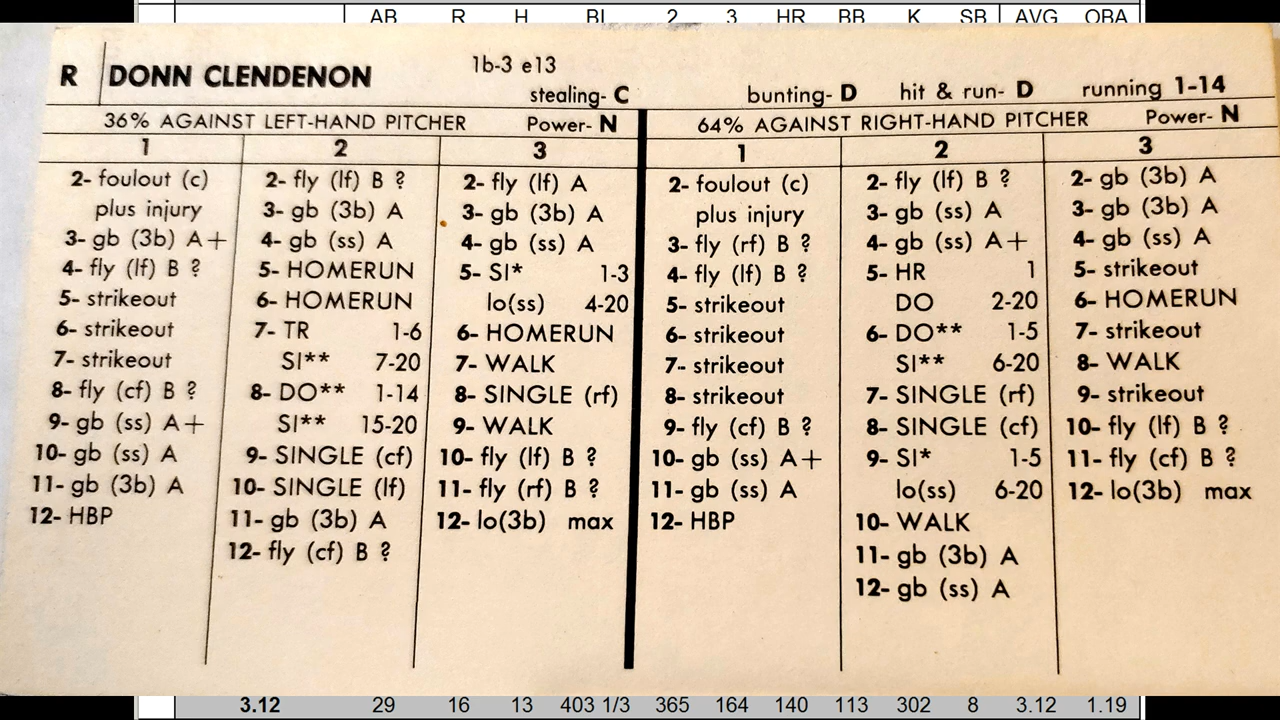 AB R H BI 2 3 HR BB K SB AVG OBA
R DONN CLENDENON 1b-3 e13
stealing- C bunting- D hit & run- D running 1-14
36% AGAINST LEFT-HAND PITCHER Power- N
1 2 3
2- foulout (c)
plus injury
3- gb (3b) A+
4- fly (lf) B ?
5- strikeout
6- strikeout
7- strikeout
8- fly (cf) B ?
9- gb (ss) A+
10- gb (ss) A
11- gb (3b) A
12- HBP
2- fly (lf) B ?
3- gb (3b) A
4- gb (ss) A
5- HOMERUN
6- HOMERUN
7- TR 1-6
SI** 7-20
8- DO** 1-14
SI** 15-20
9- SINGLE (cf)
10- SINGLE (lf)
11- gb (3b) A
12- fly (cf) B ?
2- fly (lf) A
3- gb (3b) A
4- gb (ss) A
5- SI* 1-3
lo(ss) 4-20
6- HOMERUN
7- WALK
8- SINGLE (rf)
9- WALK
10- fly (lf) B ?
11- fly (rf) B ?
12- lo(3b) max
64% AGAINST RIGHT-HAND PITCHER Power- N
1 2 3
2- foulout (c)
plus injury
3- fly (rf) B ?
4- fly (lf) B ?
5- strikeout
6- strikeout
7- strikeout
8- strikeout
9- fly (cf) B ?
10- gb (ss) A+
11- gb (ss) A
12- HBP
2- fly (lf) B ?
3- gb (ss) A
4- gb (ss) A+
5- HR 1
DO 2-20
6- DO** 1-5
SI** 6-20
7- SINGLE (rf)
8- SINGLE (cf)
9- SI* 1-5
lo(ss) 6-20
10- WALK
11- gb (3b) A
12- gb (ss) A
2- gb (3b) A
3- gb (3b) A
4- gb (ss) A
5- strikeout
6- HOMERUN
7- strikeout
8- WALK
9- strikeout
10- fly (lf) B ?
11- fly (cf) B ?
12- lo(3b) max
3.12 29 16 13 403 1/3 365 164 140 113 302 8 3.12 1.19